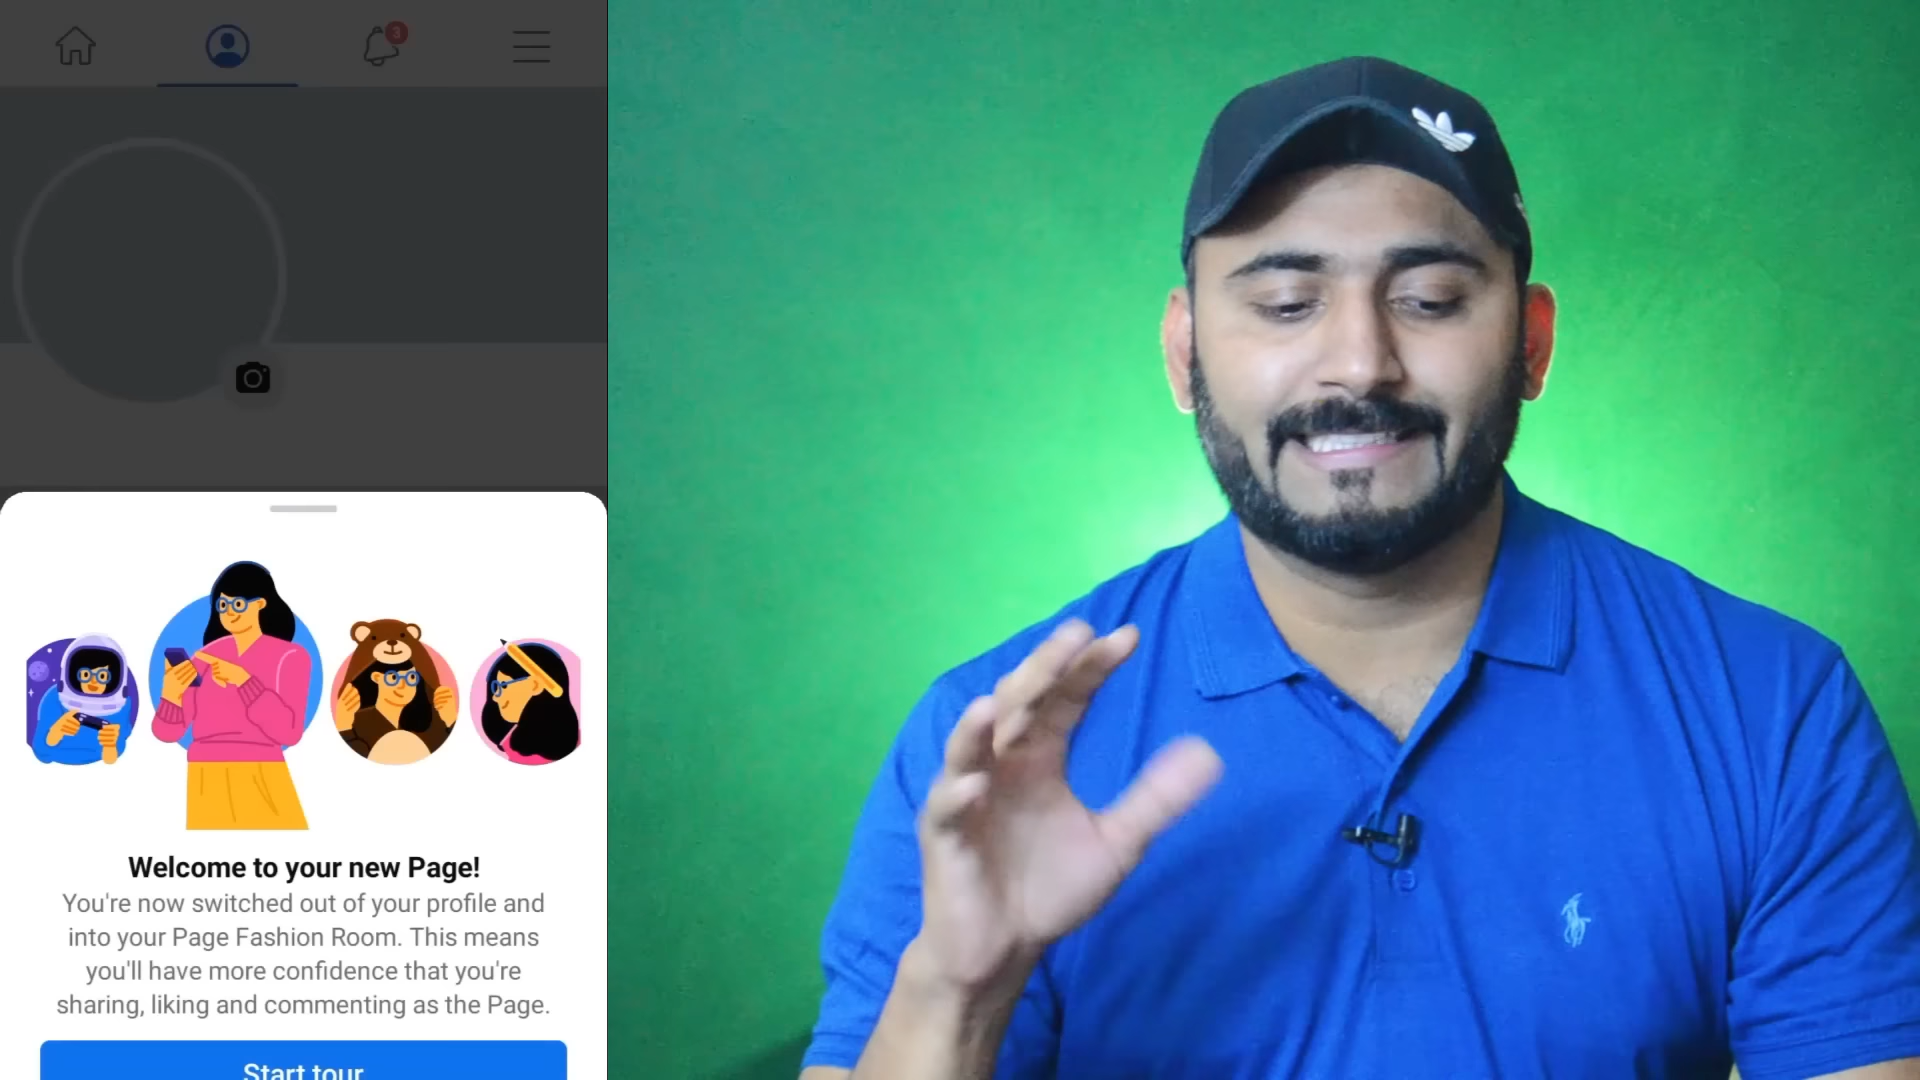 3
Welcome to your new Page!
You're now switched out of your profile and
into your Page Fashion Room. This means
you'll have more confidence that you're
sharing, liking and commenting as the Page.
Start tour